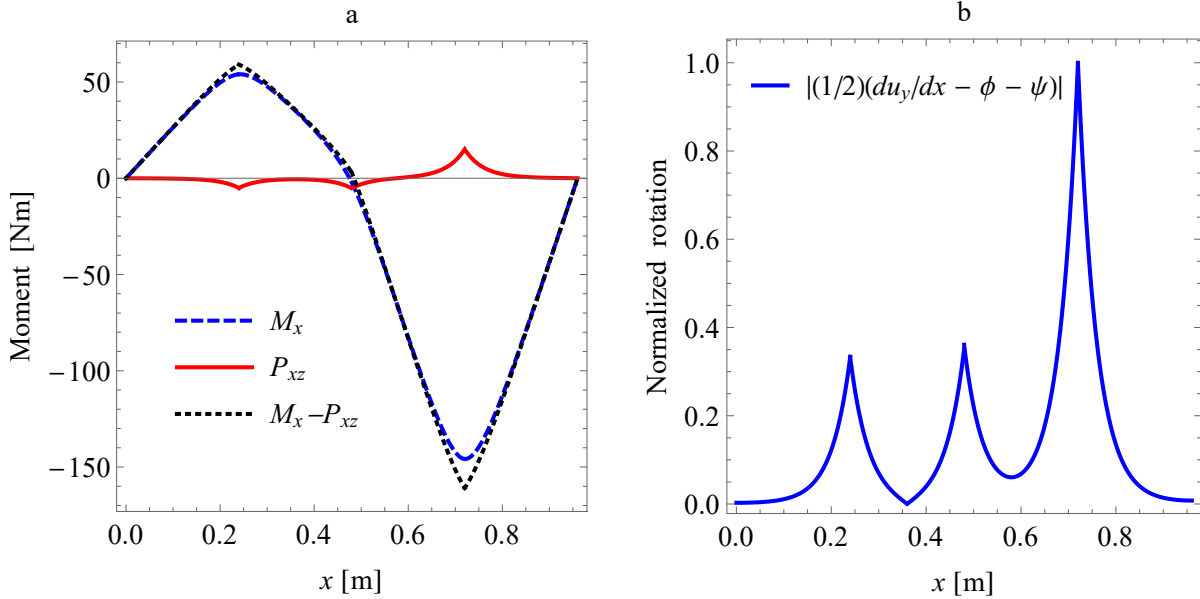 a
Moment [Nm]
50
0
−50
−100
−150
M_x
P_xz
M_x − P_xz
0.0 0.2 0.4 0.6 0.8
x [m]
b
Normalized rotation
1.0
0.8
0.6
0.4
0.2
0.0
|(1/2)(du_y/dx − ϕ − ψ)|
0.0 0.2 0.4 0.6 0.8
x [m]